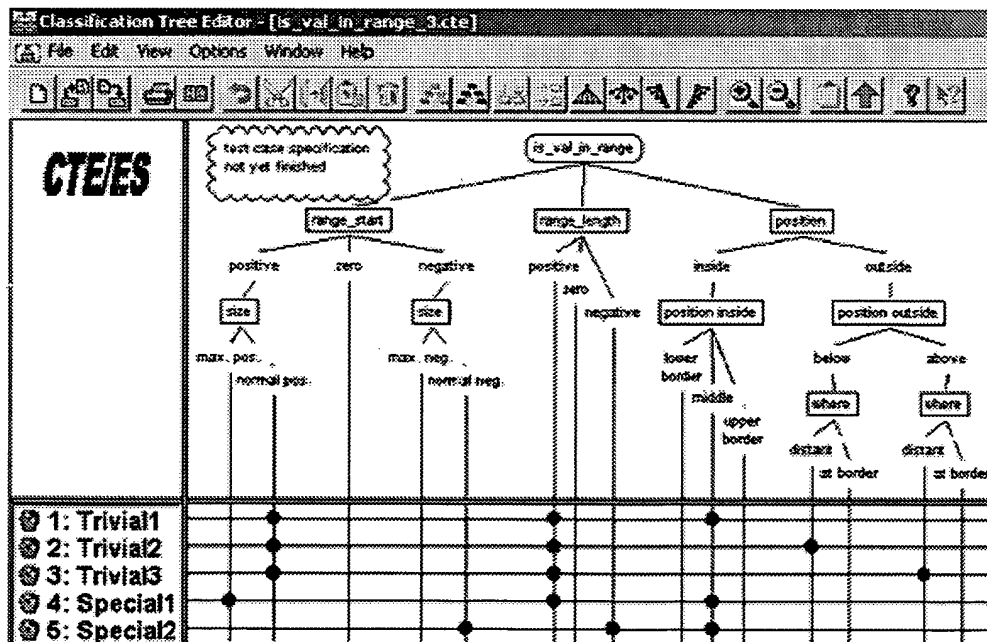 Classification Tree Editor - [is_val_in_range_3.cte]
File Edit View Options Window Help
CTE/ES
test case specification
not yet finished
is_val_in_range
range_start
range_length
position
positive
zero
negative
positive
zero
negative
inside
outside
size
size
position inside
position outside
max. pos.
normal pos.
max. neg.
normal neg.
lower
border
middle
upper
border
below
above
where
where
distant
at border
distant
at border
1: Trivial1
2: Trivial2
3: Trivial3
4: Special1
5: Special2